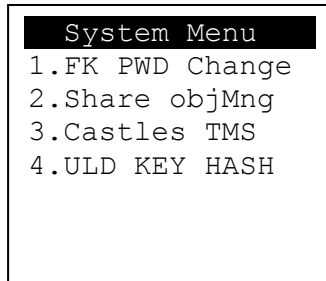 System Menu
1.FK PWD Change
2.Share objMng
3.Castles TMS
4.ULD KEY HASH